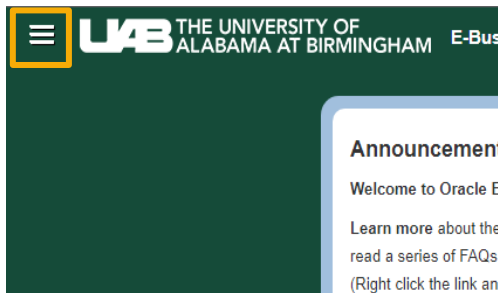 UAB THE UNIVERSITY OF
ALABAMA AT BIRMINGHAM
E-Bus
Announcement
Welcome to Oracle E
Learn more about the
read a series of FAQs
(Right click the link an